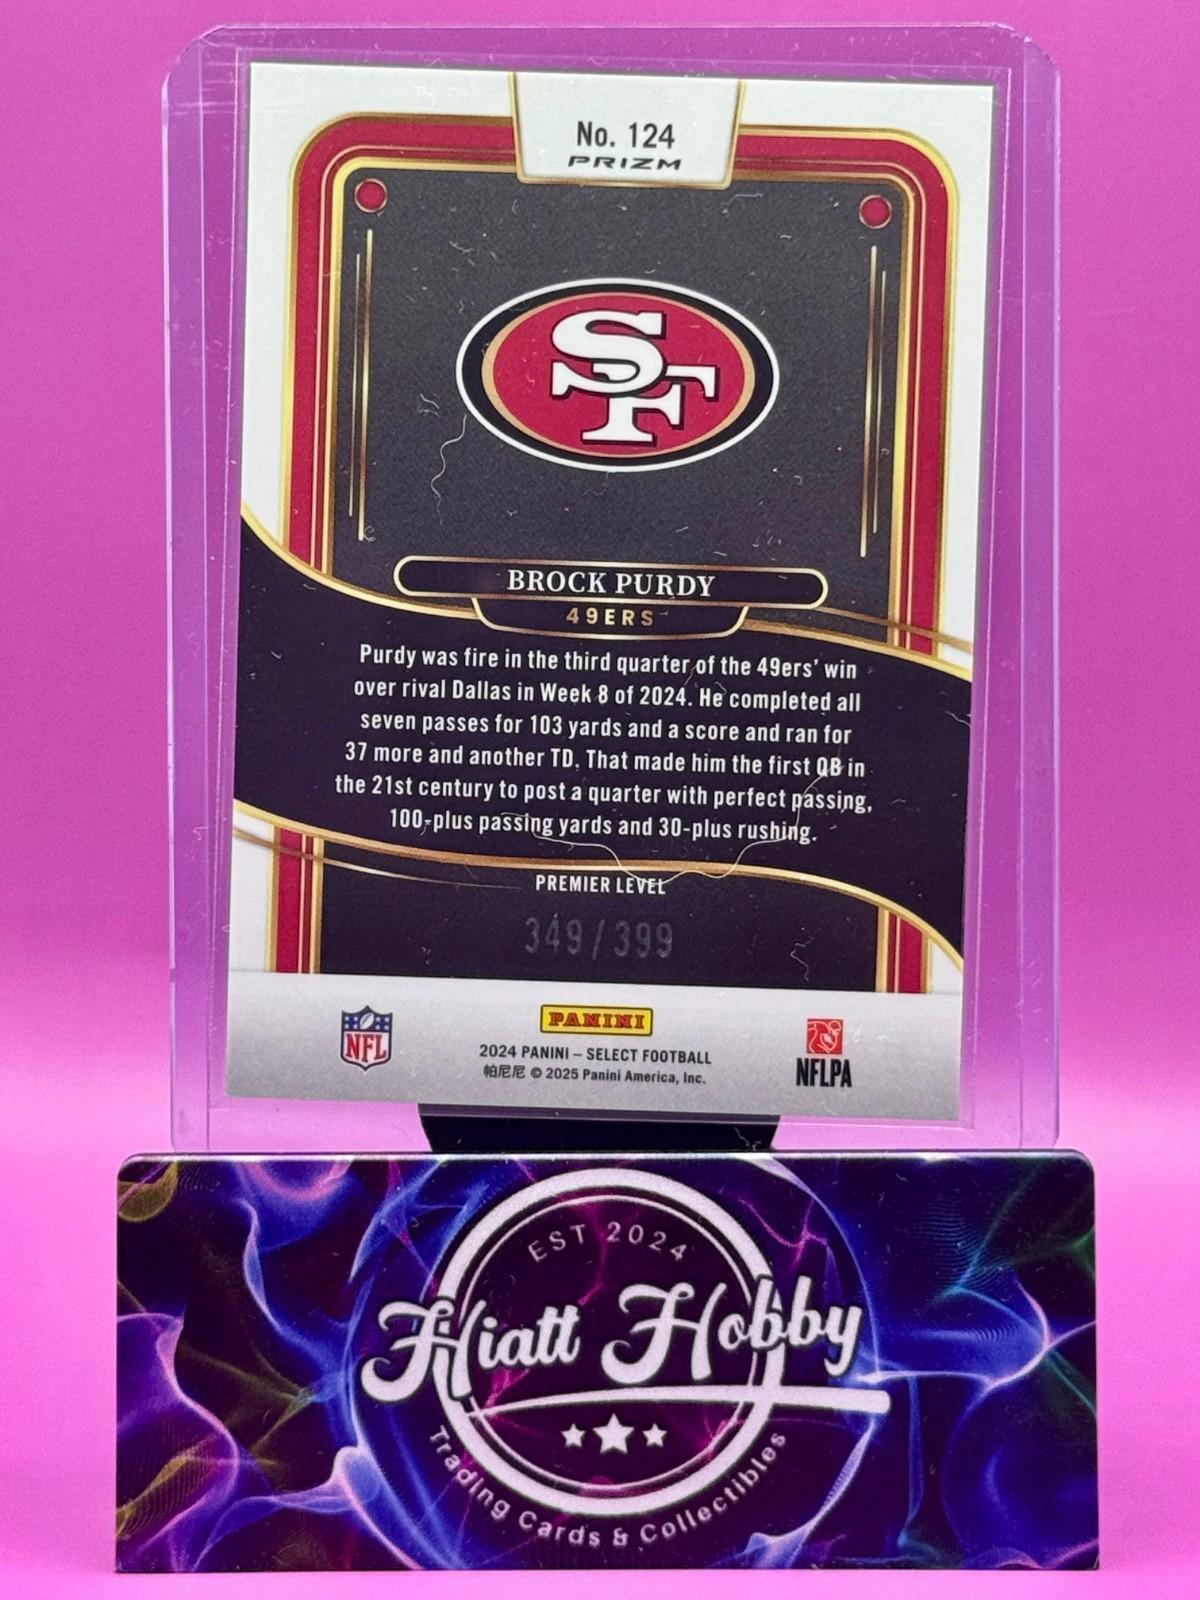 No. 124
PRIZM
SF
BROCK PURDY
49ERS
Purdy was fire in the third quarter of the 49ers' win
over rival Dallas in Week 8 of 2024. He completed all
seven passes for 103 yards and a score and ran for
37 more and another TD. That made him the first QB in
the 21st century to post a quarter with perfect passing,
100-plus passing yards and 30-plus rushing.
PREMIER LEVEL
349/399
NFL
PANINI
2024 PANINI – SELECT FOOTBALL
帕尼尼 © 2025 Panini America, Inc.
NFLPA
EST 2024
Hiatt Hobby
Trading Cards & Collectibles